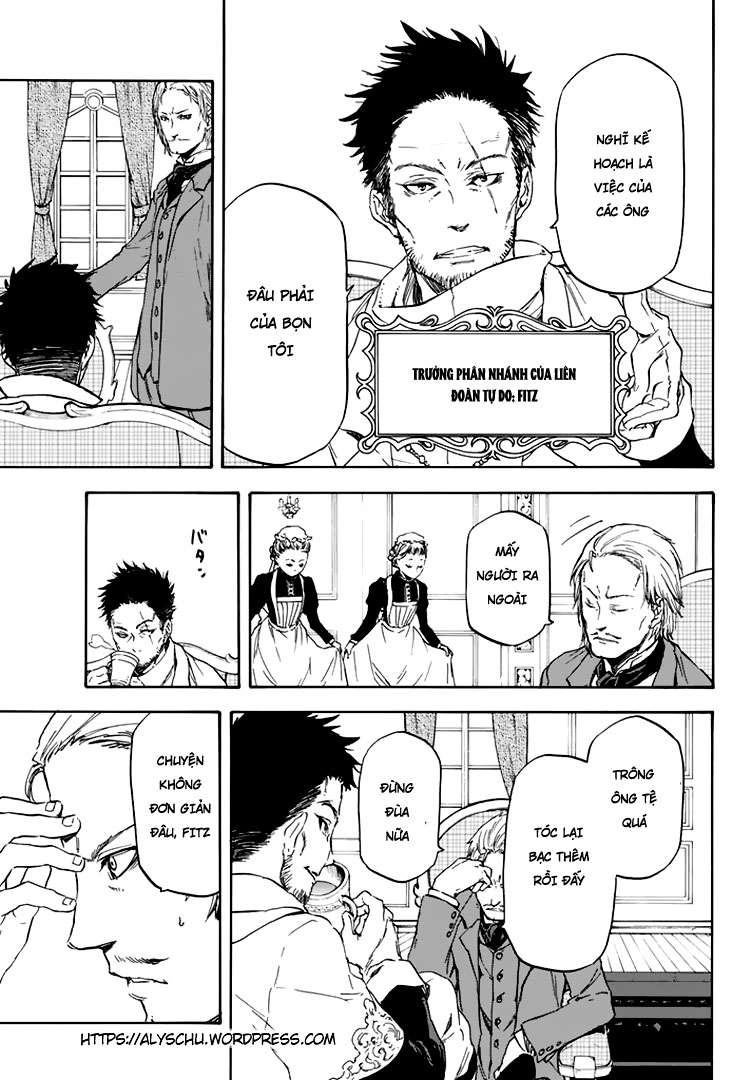 NGHĨ KẾ
HOẠCH LÀ
VIỆC CỦA
CÁC ÔNG
ĐÂU PHẢI
CỦA BỌN
TÔI
TRƯỞNG PHÂN NHÁNH CỦA LIÊN
ĐOÀN TỰ DO: FITZ
MẤY
NGƯỜI RA
NGOÀI
バタン
TRÔNG
ÔNG TỆ
QUÁ
TÓC LẠI
BẠC THÊM
RỒI ĐẤY
ĐỪNG
ĐÙA
NỮA
CHUYỆN
KHÔNG
ĐƠN GIẢN
ĐÂU, FITZ
HTTPS://ALYSCHU.WORDPRESS.COM/